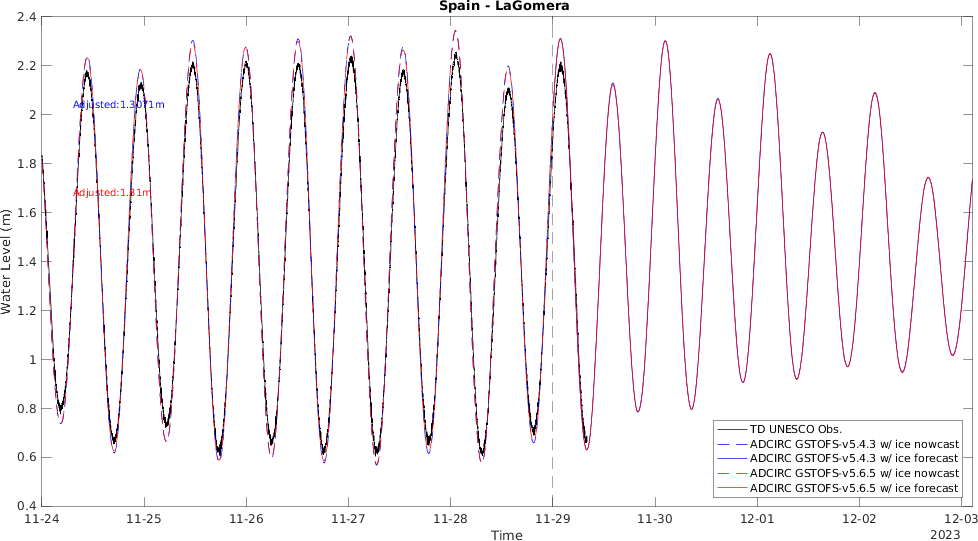 Spain - LaGomera
2.4
2.2
2
1.8
1.6
1.4
1.2
1
0.8
0.6
0.4
Water Level (m)
Adjusted:1.3071m
Adjusted:1.31m
TD UNESCO Obs.
ADCIRC GSTOFS-v5.4.3 w/ ice nowcast
ADCIRC GSTOFS-v5.4.3 w/ ice forecast
ADCIRC GSTOFS-v5.6.5 w/ ice nowcast
ADCIRC GSTOFS-v5.6.5 w/ ice forecast
11-24 11-25 11-26 11-27 11-28 11-29 11-30 12-01 12-02 12-03
Time
2023